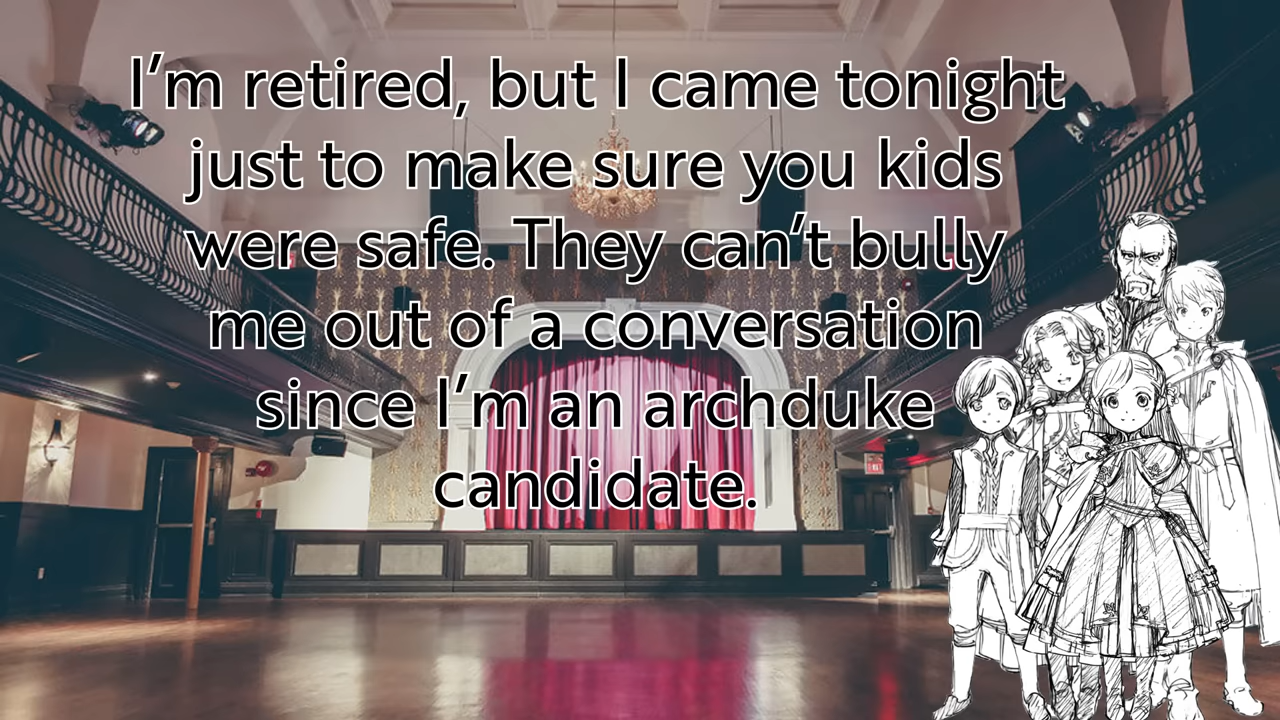 I'm retired, but I came tonight
just to make sure you kids
were safe. They can't bully
me out of a conversation
since I'm an archduke
candidate.